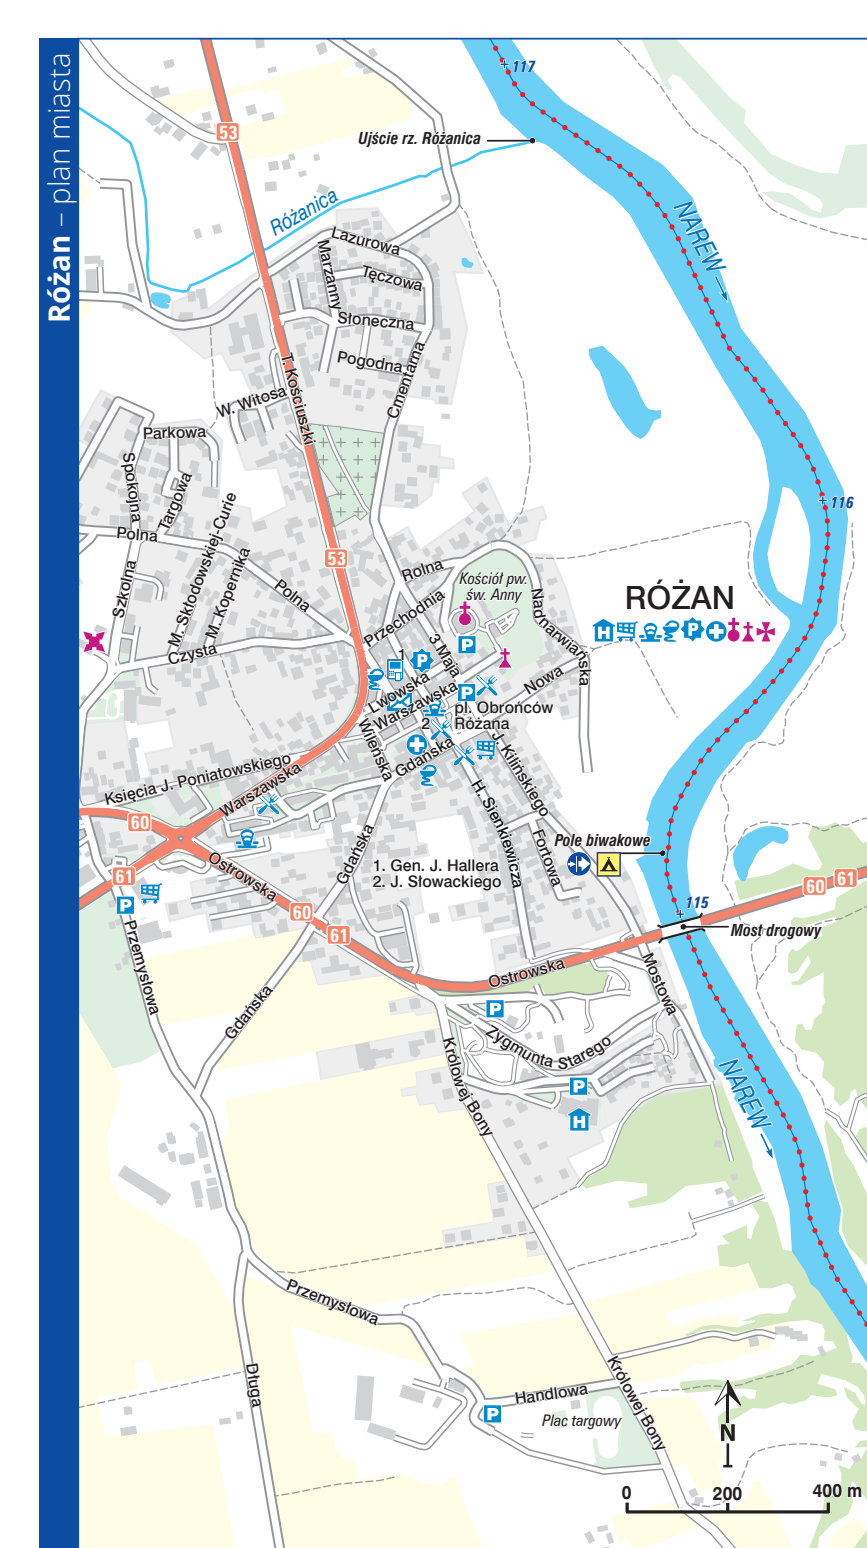 Różan – plan miasta
117
53
Ujście rz. Różanica
Różanica
NAREW
Lazurowa
Marzanny
Tęczowa
Słoneczna
Pogodna
T. Kościuszki
Cmentarna
W. Witosa
Parkowa
Spokojna
Targowa
116
Polna
M. Skłodowskiej-Curie
M. Kopernika
53
Szkolna
Polna
Rolna
Kościół pw.
św. Anny
Przechodnia
Nadnarwiańska
RÓŻAN
H
P
3 Maja
P
Czysta
1
P
Lwowska
Warszawska
P
Nowa
pl. Obrońców
Różana
2
Wileńska
Gdańska
J. Kilińskiego
Księcia J. Poniatowskiego
Warszawska
H. Sienkiewicza
60
Fortowa
Pole biwakowe
Gdańska
1. Gen. J. Hallera
2. J. Słowackiego
61
Ostrowska
60
61
P
115
60
61
Most drogowy
Przemysłowa
Ostrowska
Mostowa
Gdańska
P
Zygmunta Starego
Królowej Bony
P
H
NAREW
Przemysłowa
Długa
Handlowa
Królowej Bony
P
Plac targowy
N
0 200 400 m